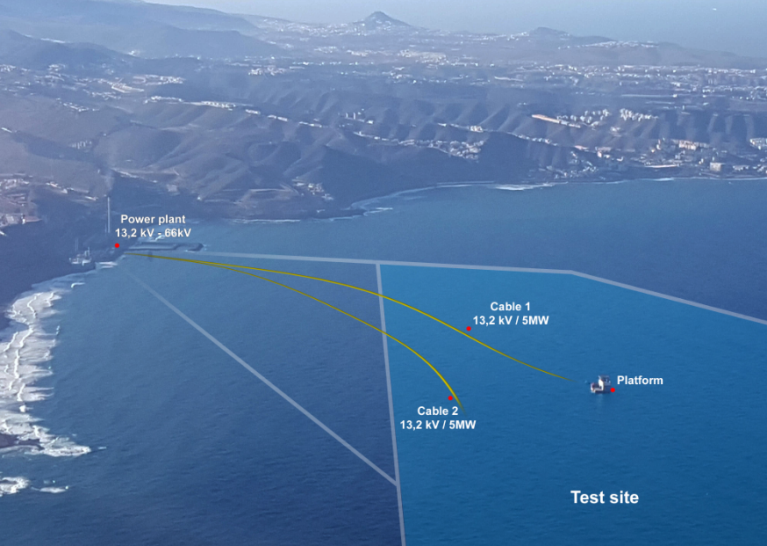 Power plant
13,2 kV - 66kV
Cable 1
13,2 kV / 5MW
Platform
Cable 2
13,2 kV / 5MW
Test site